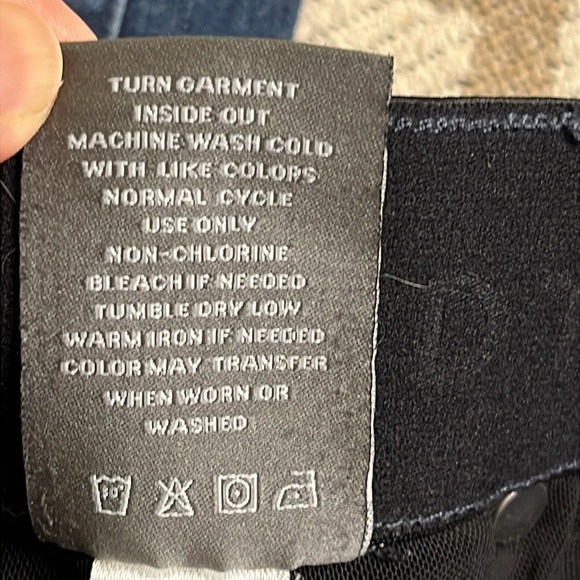 TURN GARMENT
INSIDE OUT
MACHINE WASH COLD
WITH LIKE COLORS
NORMAL CYCLE
USE ONLY
NON-CHLORINE
BLEACH IF NEEDED
TUMBLE DRY LOW
WARM IRON IF NEEDED
COLOR MAY TRANSFER
WHEN WORN OR
WASHED
30°